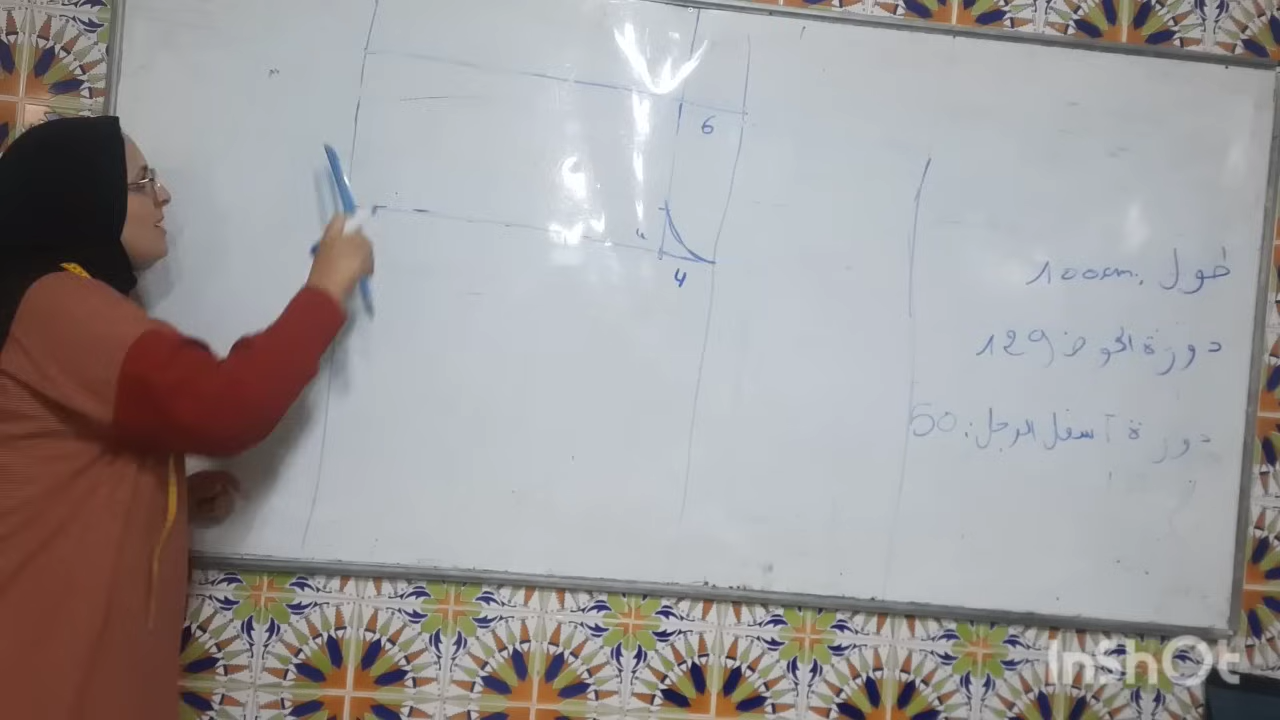 6
4
طول . 100cm
دورة الحوض 129
دورة أسفل الرجل : 50
InShOt